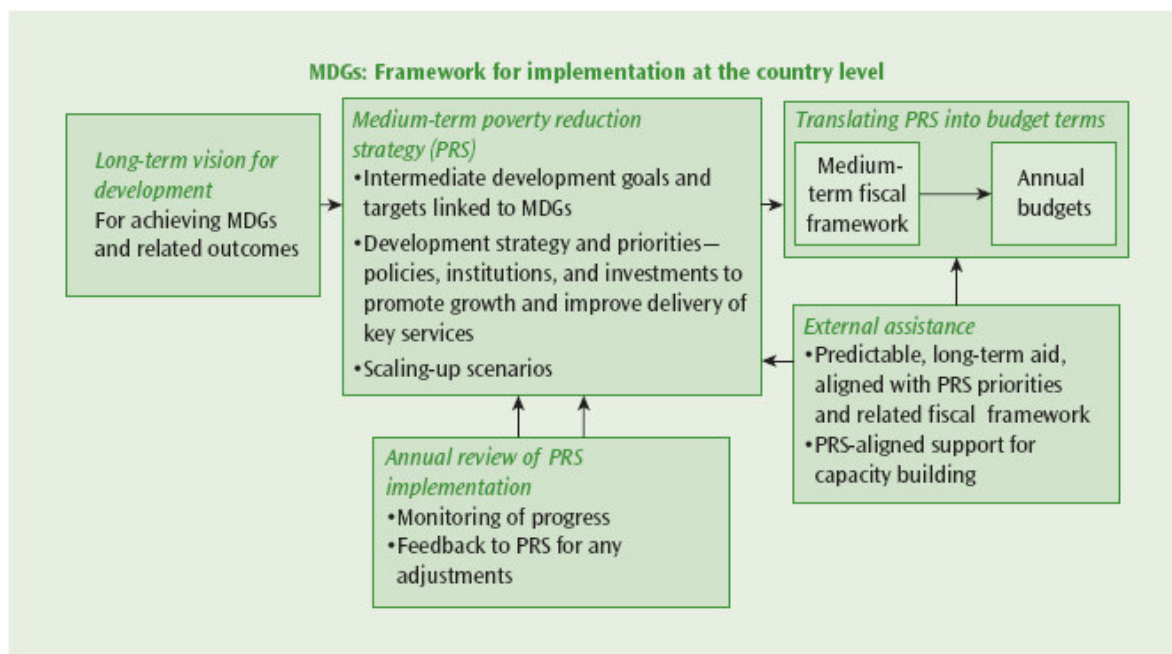 MDGs: Framework for implementation at the country level
Long-term vision for
development
For achieving MDGs
and related outcomes
Medium-term poverty reduction
strategy (PRS)
•Intermediate development goals and
targets linked to MDGs
•Development strategy and priorities—
policies, institutions, and investments to
promote growth and improve delivery of
key services
•Scaling-up scenarios
Translating PRS into budget terms
Medium-
term fiscal
framework
Annual
budgets
External assistance
•Predictable, long-term aid,
aligned with PRS priorities
and related fiscal framework
•PRS-aligned support for
capacity building
Annual review of PRS
implementation
•Monitoring of progress
•Feedback to PRS for any
adjustments